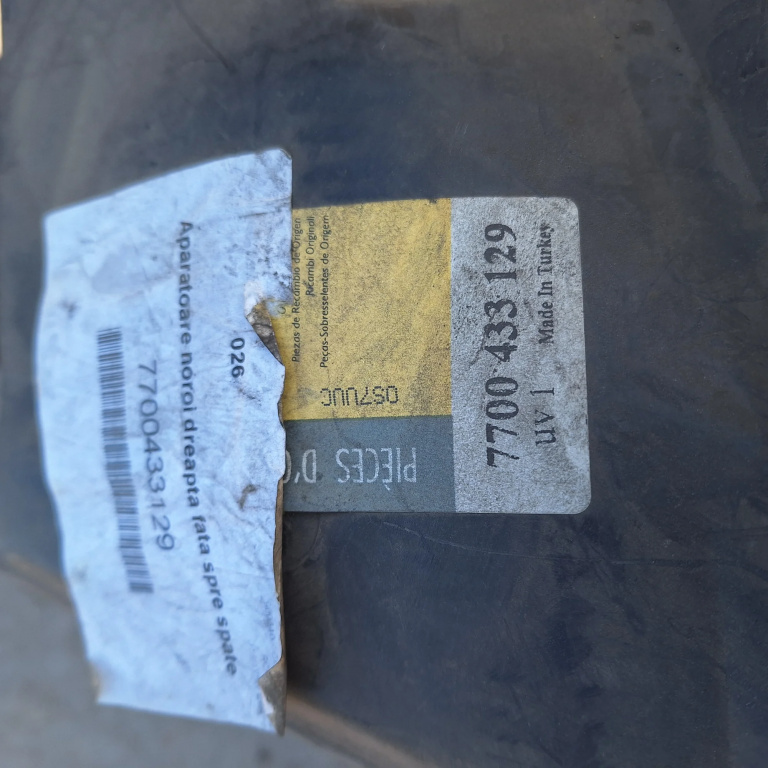 Aparatoare noroi dreapta fata spre spate
7700433129
026
Piezas de Recambio de Origen
Ricambi Originali
Peças-Sobresselentes de Origem
PIÈCES D'O
7700 433 129
UV 1 Made In Turkey